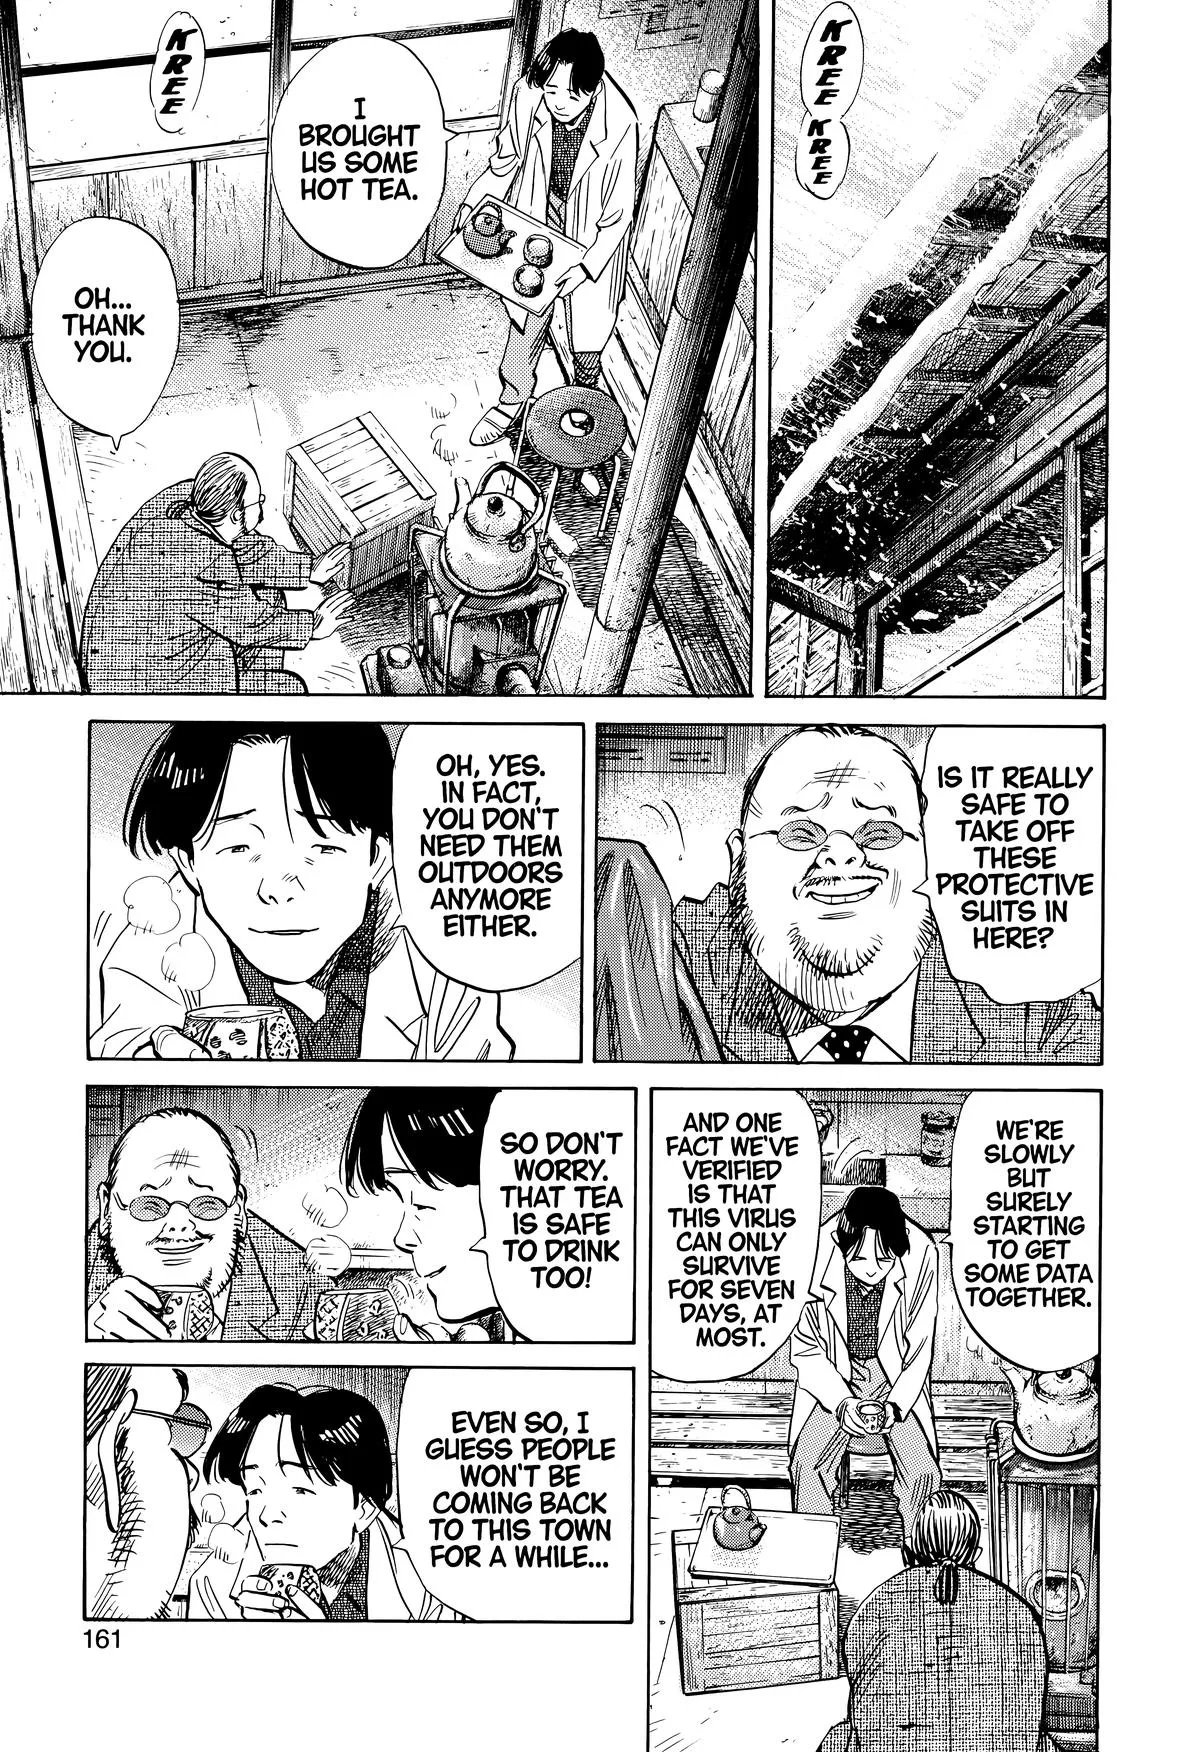 KREE KREE
KREE
KREE
I
BROUGHT
US SOME
HOT TEA.
OH...
THANK
YOU.
IS IT REALLY
SAFE TO
TAKE OFF
THESE
PROTECTIVE
SUITS IN
HERE?
OH, YES.
IN FACT,
YOU DON'T
NEED THEM
OUTDOORS
ANYMORE
EITHER.
WE'RE
SLOWLY
BUT
SURELY
STARTING
TO GET
SOME DATA
TOGETHER.
AND ONE
FACT WE'VE
VERIFIED
IS THAT
THIS VIRUS
CAN ONLY
SURVIVE
FOR SEVEN
DAYS, AT
MOST.
SO DON'T
WORRY.
THAT TEA
IS SAFE
TO DRINK
TOO!
EVEN SO, I
GUESS PEOPLE
WON'T BE
COMING BACK
TO THIS TOWN
FOR A WHILE...
161